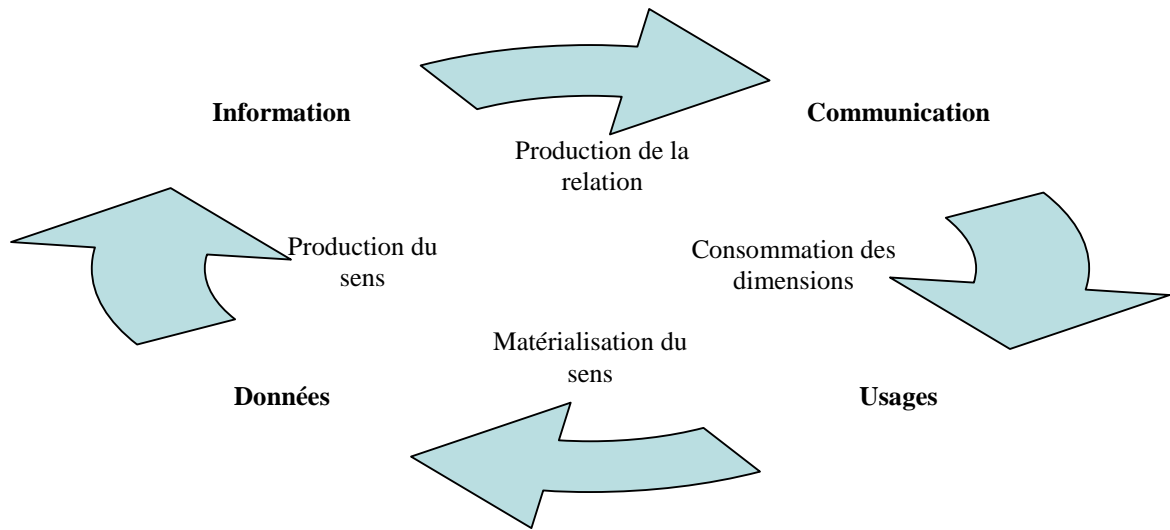 Information
Communication
Production de la
relation
Production du
sens
Consommation des
dimensions
Matérialisation du
sens
Données
Usages